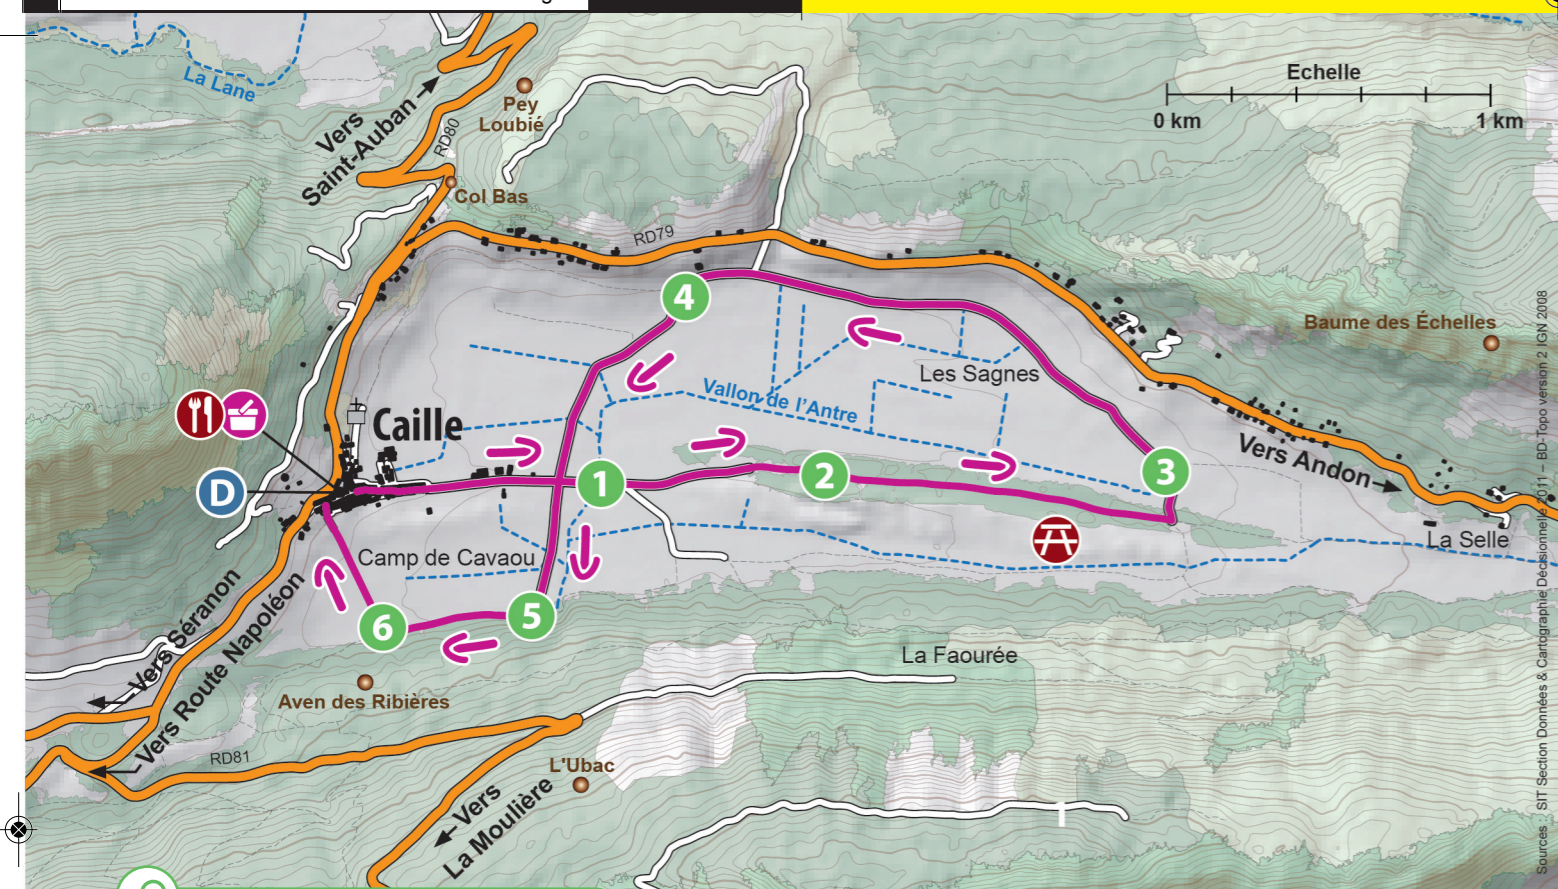 La Lane
Vers
Saint-Auban
RD80
Pey
Loubié
Col Bas
Echelle
0 km
1 km
RD79
4
Baume des Échelles
Les Sagnes
Vallon de l'Antre
Caille
D
1
2
3
Vers Andon
La Selle
Camp de Cavaou
5
6
Vers Séranon
Vers Route Napoléon
La Faourée
Aven des Ribières
RD81
L'Ubac
Vers
La Moulière
Sources : SIT Section Données & Cartographie Décisionnelle 2011 – BD-Topo version 2 IGN 2008